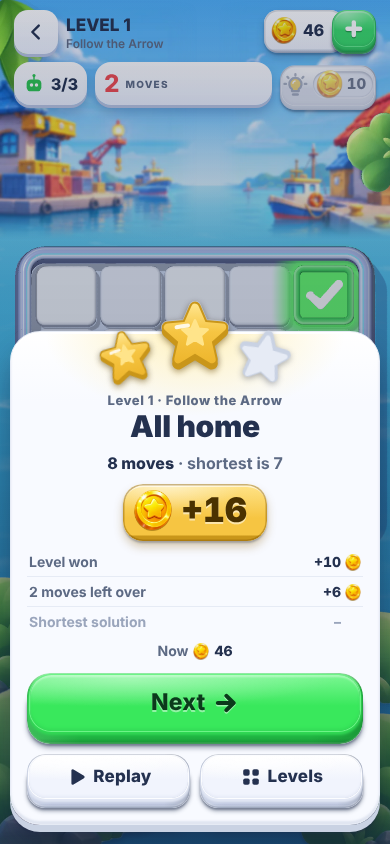 LEVEL 1
Follow the Arrow
46
3/3
2 MOVES
10
Level 1 · Follow the Arrow
All home
8 moves · shortest is 7
+16
Level won +10
2 moves left over +6
Shortest solution –
Now 46
Next
Replay
Levels